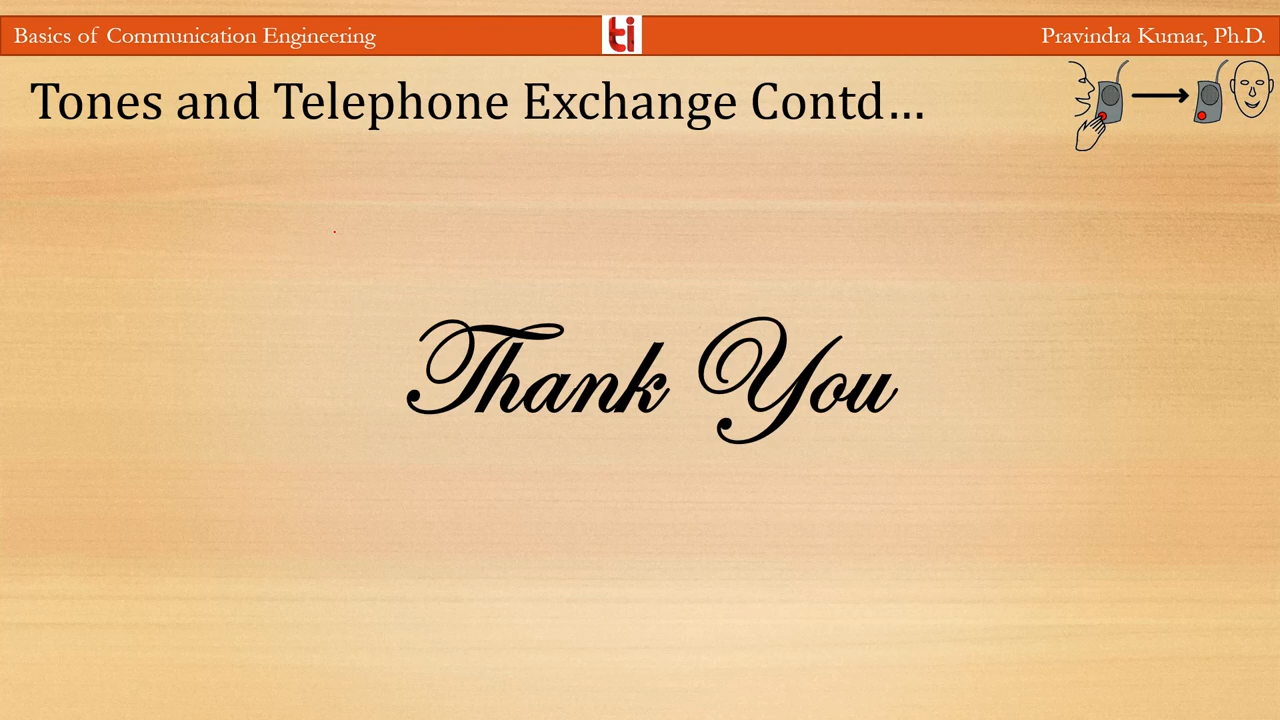 Basics of Communication Engineering
ti
Pravindra Kumar, Ph.D.
Tones and Telephone Exchange Contd...
Thank You